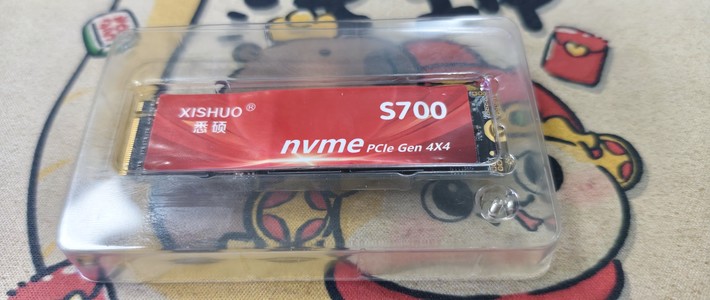 XISHUO®
悉硕
S700
nvme PCIe Gen 4X4